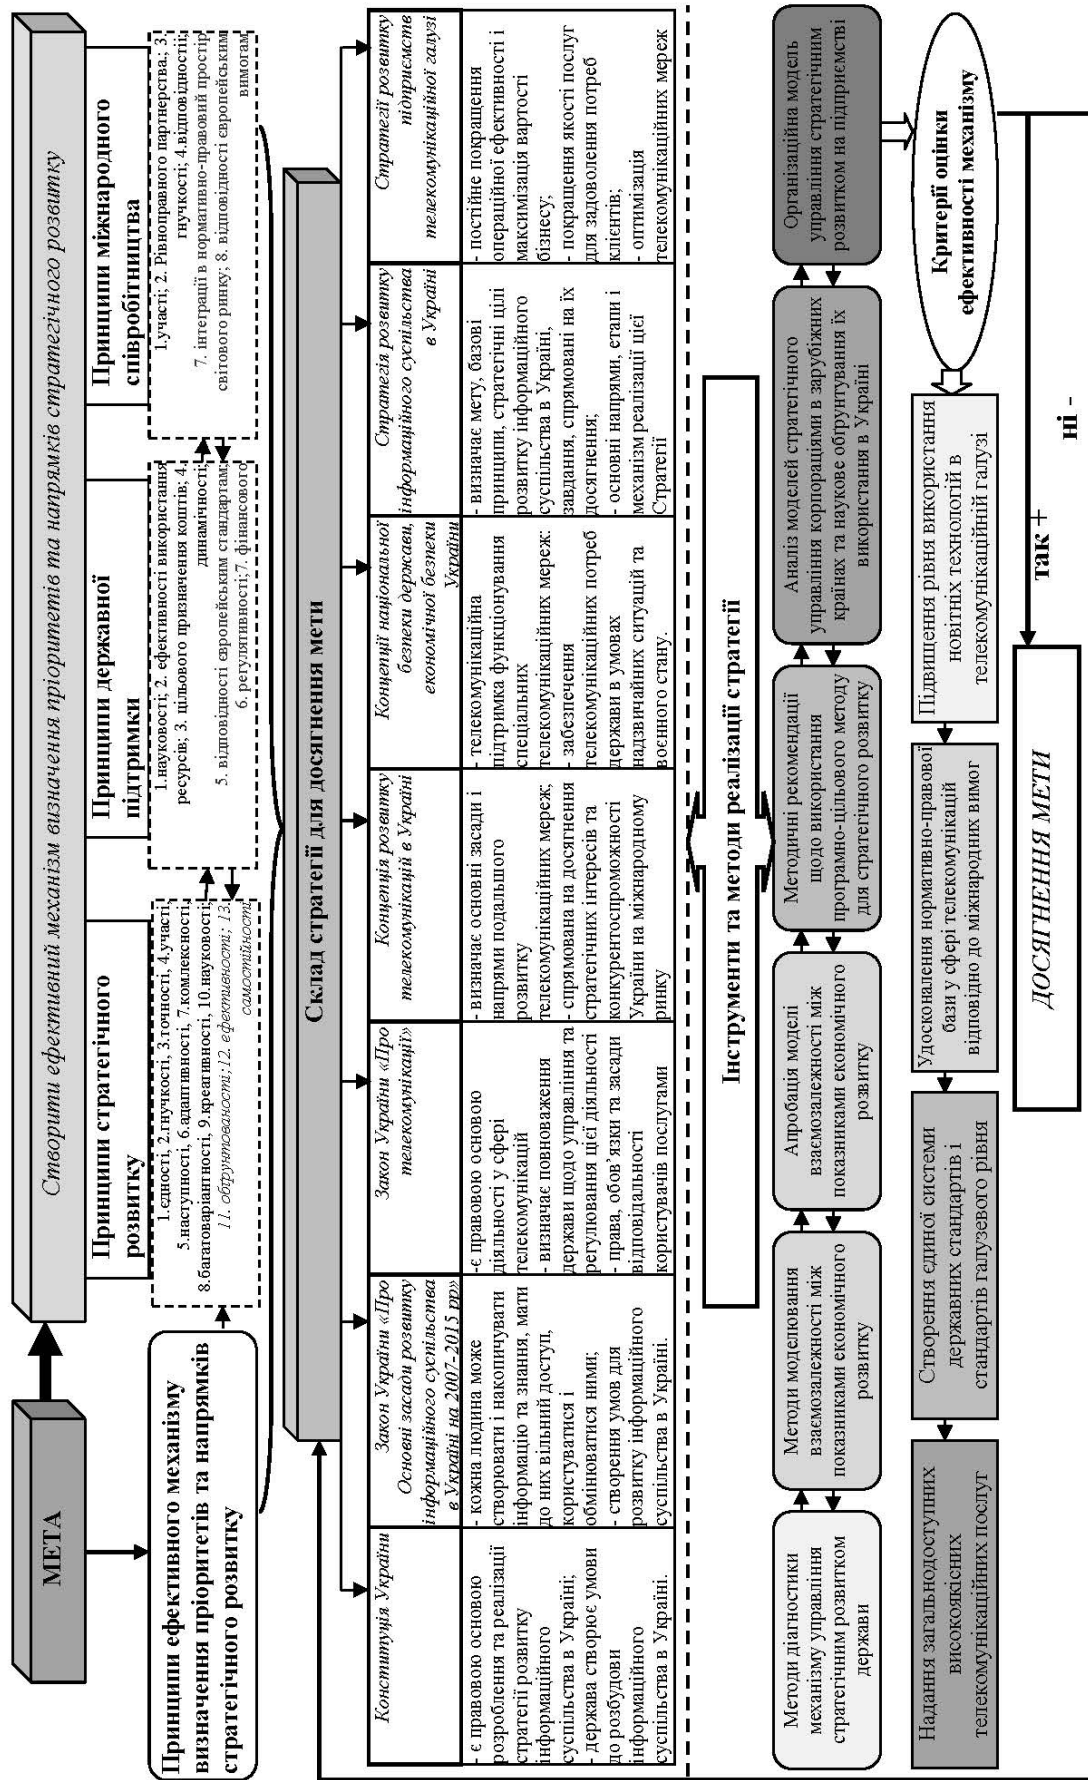 МЕТА
Створити ефективний механізм визначення пріоритетів та напрямків стратегічного розвитку
Принципи ефективного механізму
визначення пріоритетів та напрямків
стратегічного розвитку
Принципи стратегічного
розвитку
1.єдності, 2.гнучкості, 3.точності, 4.участі;
5.наступності, 6.адаптивності, 7.комлексності;
8.багатоваріантності, 9.креативності, 10.науковості;
11. обґрунтованості; 12. ефективності; 13.
самостійності
Принципи державної
підтримки
1.науковості; 2. ефективності використання
ресурсів; 3. цільового призначення коштів; 4.
динамічності;
5. відповідності європейським стандартам;
6. регулятивності; 7. фінансового
Принципи міжнародного
співробітництва
1.участі; 2. Рівноправного партнерства; 3.
гнучкості; 4.відповідності;
7. інтеграції в нормативно-правовий простір
світового ринку; 8. відповідності європейським
вимогам
Склад стратегії для досягнення мети
Конституція України
- є правовою основою
розроблення та реалізації
стратегії розвитку
інформаційного
суспільства в Україні;
- держава створює умови
до розбудови
інформаційного
суспільства в Україні.
Закон України «Про
Основні засади розвитку
інформаційного суспільства
в Україні на 2007-2015 рр»
- кожна людина може
створювати і накопичувати
інформацію та знання, мати
до них вільний доступ,
користуватися і
обмінюватися ними;
- створення умов для
розвитку інформаційного
суспільства в Україні.
Закон України «Про
телекомунікації»
-є правовою основою
діяльності у сфері
телекомунікацій
- визначає повноваження
держави щодо управління та
регулювання цієї діяльності
- права, обов’язки та засади
відповідальності
користувачів послугами
Концепція розвитку
телекомунікацій в Україні
- визначає основні засади і
напрями подальшого
розвитку
телекомунікаційних мереж;
- спрямована на досягнення
стратегічних інтересів та
конкурентоспроможності
України на міжнародному
ринку
Концепції національної
безпеки держави,
економічної безпеки
України
- телекомунікаційна
підтримка функціонування
спеціальних
телекомунікаційних мереж:
- забезпечення
телекомунікаційних потреб
держави в умовах
надзвичайних ситуацій та
воєнного стану.
Стратегія розвитку
інформаційного суспільства
в Україні
- визначає мету, базові
принципи, стратегічні цілі
розвитку інформаційного
суспільства в Україні,
завдання, спрямовані на їх
досягнення;
- основні напрями, етапи і
механізм реалізації цієї
Стратегії
Стратегії розвитку
підприємств
телекомунікаційної галузі
- постійне покращення
операційної ефективності і
максимізація вартості
бізнесу;
- покращення якості послуг
для задоволення потреб
клієнтів;
- оптимізація
телекомунікаційних мереж
Інструменти та методи реалізації стратегії
Методи діагностики
механізму управління
стратегічним розвитком
держави
Методи моделювання
взаємозалежності між
показниками економічного
розвитку
Апробація моделі
взаємозалежності між
показниками економічного
розвитку
Методичні рекомендації
щодо використання
програмно-цільового методу
для стратегічного розвитку
Аналіз моделей стратегічного
управління корпораціями в зарубіжних
країнах та наукове обґрунтування їх
використання в Україні
Організаційна модель
управління стратегічним
розвитком на підприємстві
Надання загальнодоступних
високоякісних
телекомунікаційних послуг
Створення єдиної системи
державних стандартів і
стандартів галузевого рівня
Удосконалення нормативно-правової
бази у сфері телекомунікацій
відповідно до міжнародних вимог
Підвищення рівня використання
новітніх технологій в
телекомунікаційній галузі
Критерії оцінки
ефективності механізму
ДОСЯГНЕННЯ МЕТИ
так +
ні -